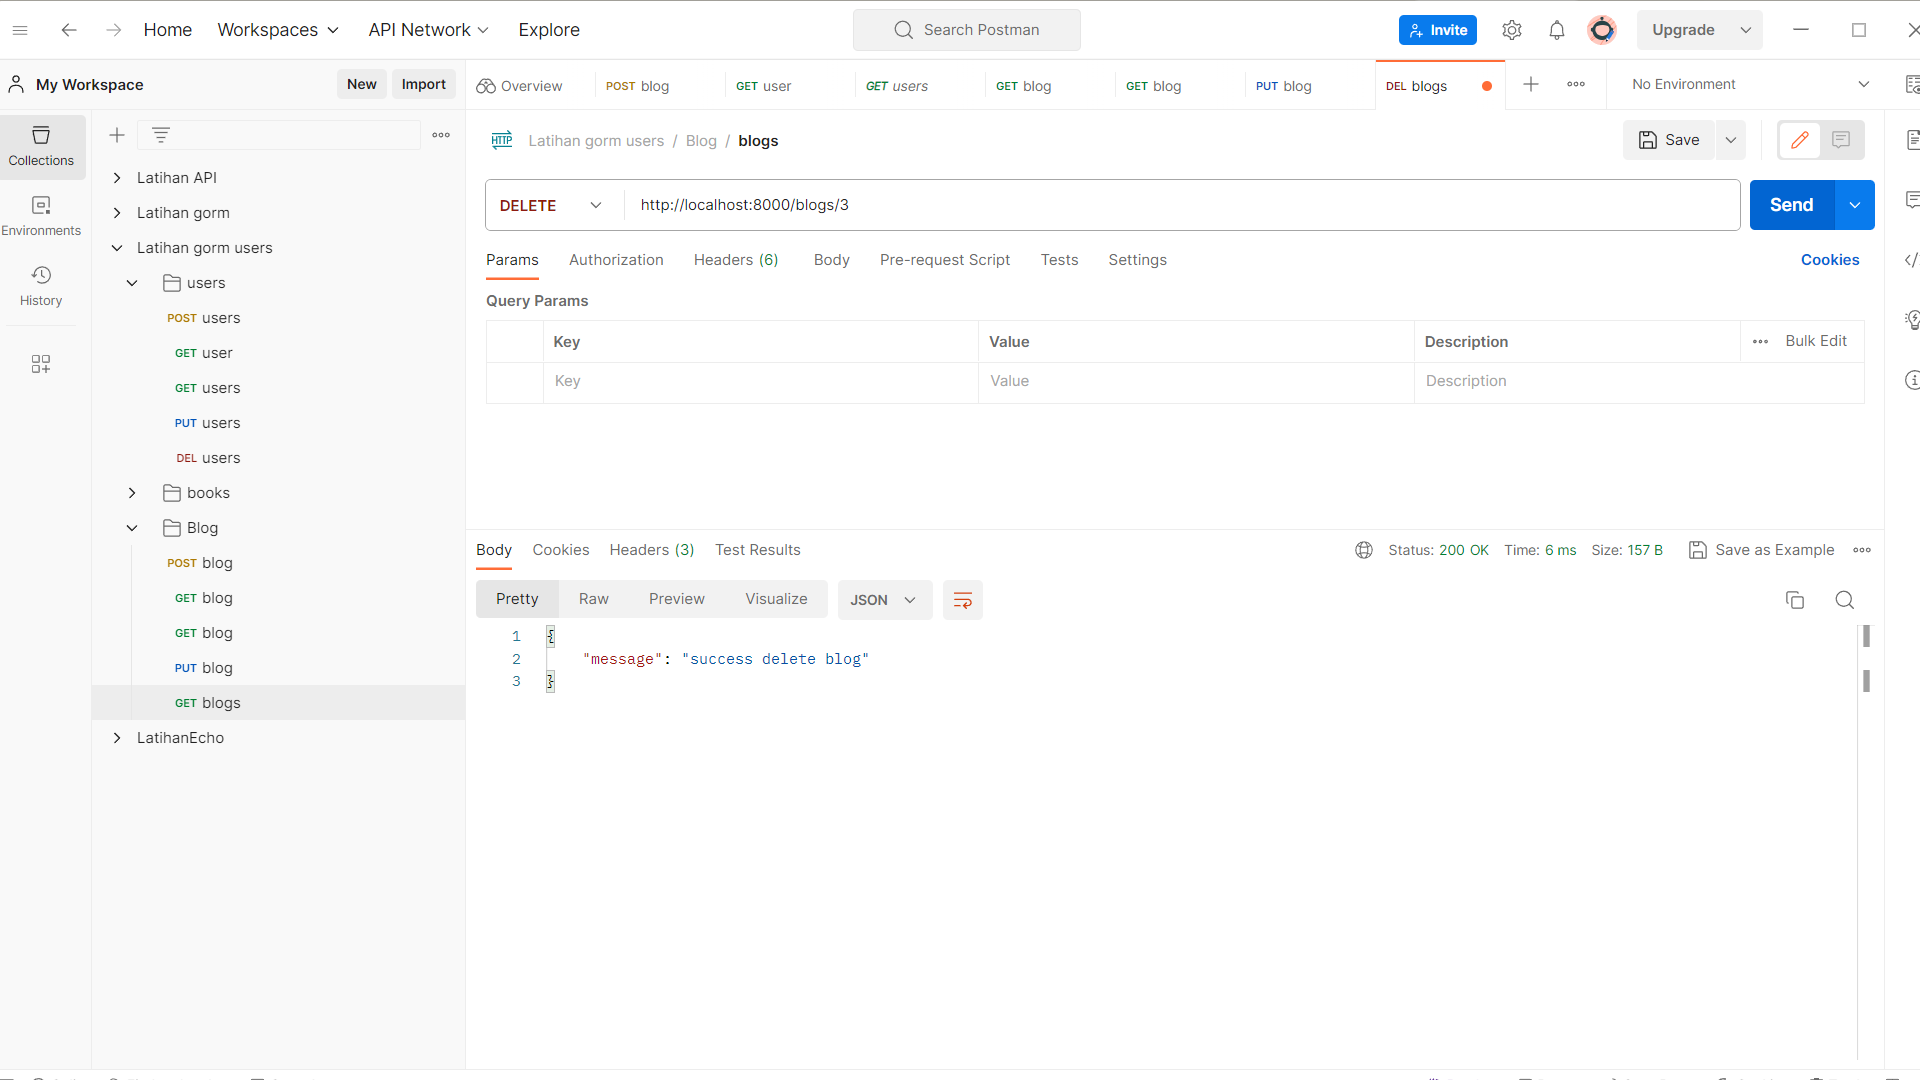 Home Workspaces API Network Explore Search Postman Invite Upgrade
My Workspace New Import Overview POST blog GET user GET users GET blog GET blog PUT blog DEL blogs No Environment
Collections
Environments
History
Latihan API
Latihan gorm
Latihan gorm users
users
POST users
GET user
GET users
PUT users
DEL users
books
Blog
POST blog
GET blog
GET blog
PUT blog
GET blogs
LatihanEcho
HTTP Latihan gorm users / Blog / blogs Save
DELETE http://localhost:8000/blogs/3 Send
Params Authorization Headers (6) Body Pre-request Script Tests Settings Cookies
Query Params
Key Value Description Bulk Edit
Key Value Description
Body Cookies Headers (3) Test Results Status: 200 OK Time: 6 ms Size: 157 B Save as Example
Pretty Raw Preview Visualize JSON
1 {
2 "message": "success delete blog"
3 }